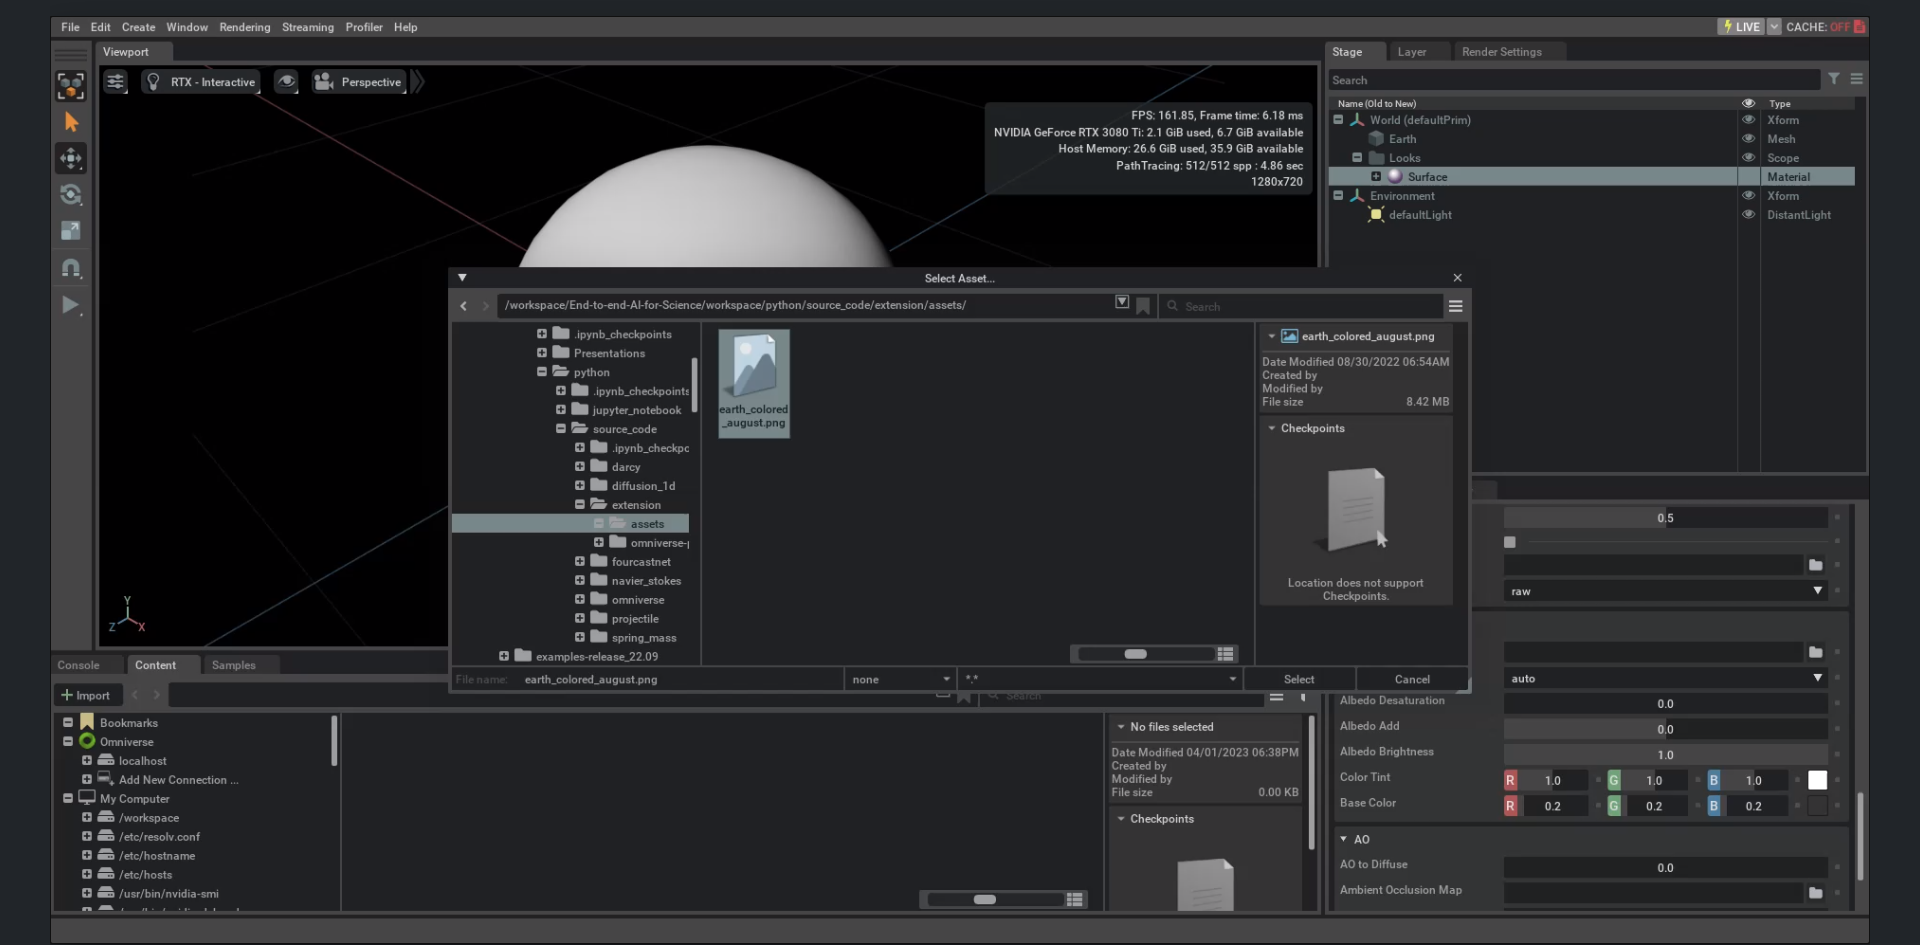 File Edit Create Window Rendering Streaming Profiler Help
LIVE CACHE: OFF
Viewport
RTX - Interactive
Perspective
FPS: 161.85, Frame time: 6.18 ms
NVIDIA GeForce RTX 3080 Ti: 2.1 GiB used, 6.7 GiB available
Host Memory: 26.6 GiB used, 35.9 GiB available
PathTracing: 512/512 spp : 4.86 sec
1280x720
Y
Z
X
Stage Layer Render Settings
Search
Name (Old to New) Type
World (defaultPrim) Xform
Earth Mesh
Looks Scope
Surface Material
Environment Xform
defaultLight DistantLight
Select Asset...
/workspace/End-to-end-AI-for-Science/workspace/python/source_code/extension/assets/
Search
.ipynb_checkpoints
Presentations
python
.ipynb_checkpoints
jupyter_notebook
source_code
.ipynb_checkpo
darcy
diffusion_1d
extension
assets
omniverse-
fourcastnet
navier_stokes
omniverse
projectile
spring_mass
examples-release_22.09
earth_colored
_august.png
earth_colored_august.png
Date Modified 08/30/2022 06:54AM
Created by
Modified by
File size 8.42 MB
Checkpoints
Location does not support
Checkpoints.
File name: earth_colored_august.png none *.* Select Cancel
Console Content Samples
Import
Search
Bookmarks
Omniverse
localhost
Add New Connection ...
My Computer
/workspace
/etc/resolv.conf
/etc/hostname
/etc/hosts
/usr/bin/nvidia-smi
No files selected
Date Modified 04/01/2023 06:38PM
Created by
Modified by
File size 0.00 KB
Checkpoints
0.5
raw
auto
Albedo Desaturation 0.0
Albedo Add 0.0
Albedo Brightness 1.0
Color Tint R 1.0 G 1.0 B 1.0
Base Color R 0.2 G 0.2 B 0.2
AO
AO to Diffuse 0.0
Ambient Occlusion Map